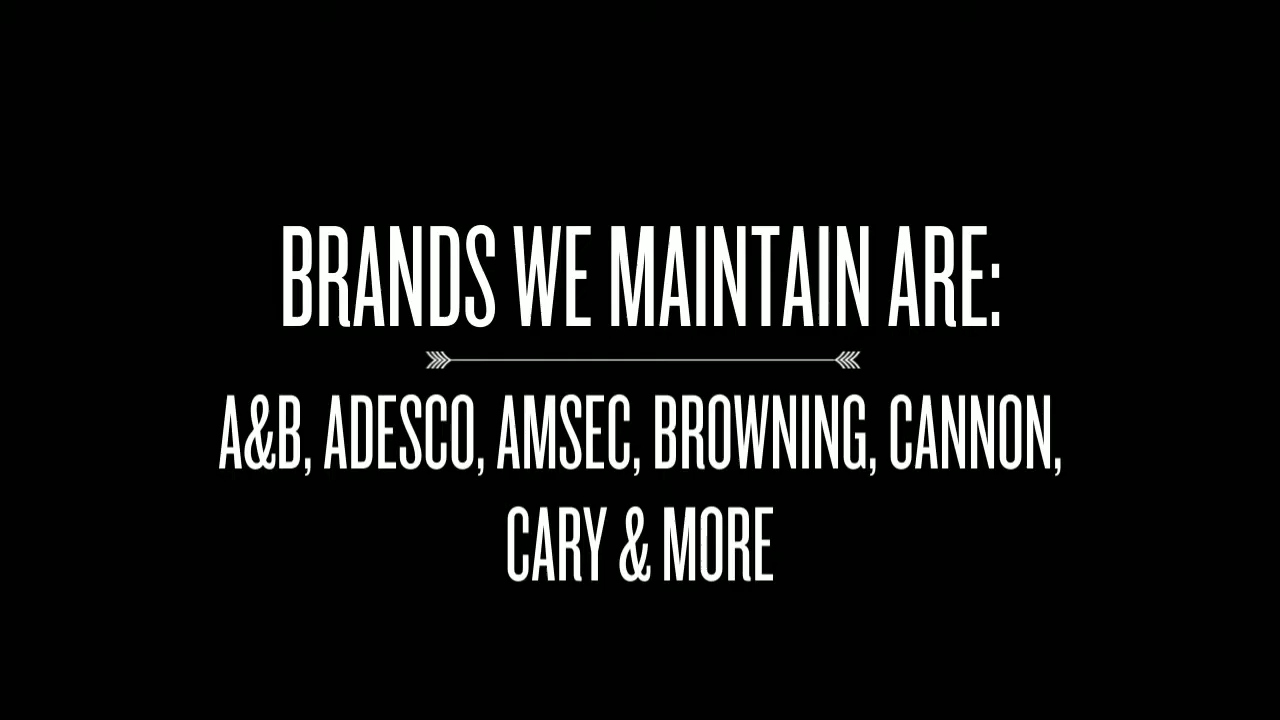 BRANDS WE MAINTAIN ARE:
A&B, ADESCO, AMSEC, BROWNING, CANNON,
CARY & MORE